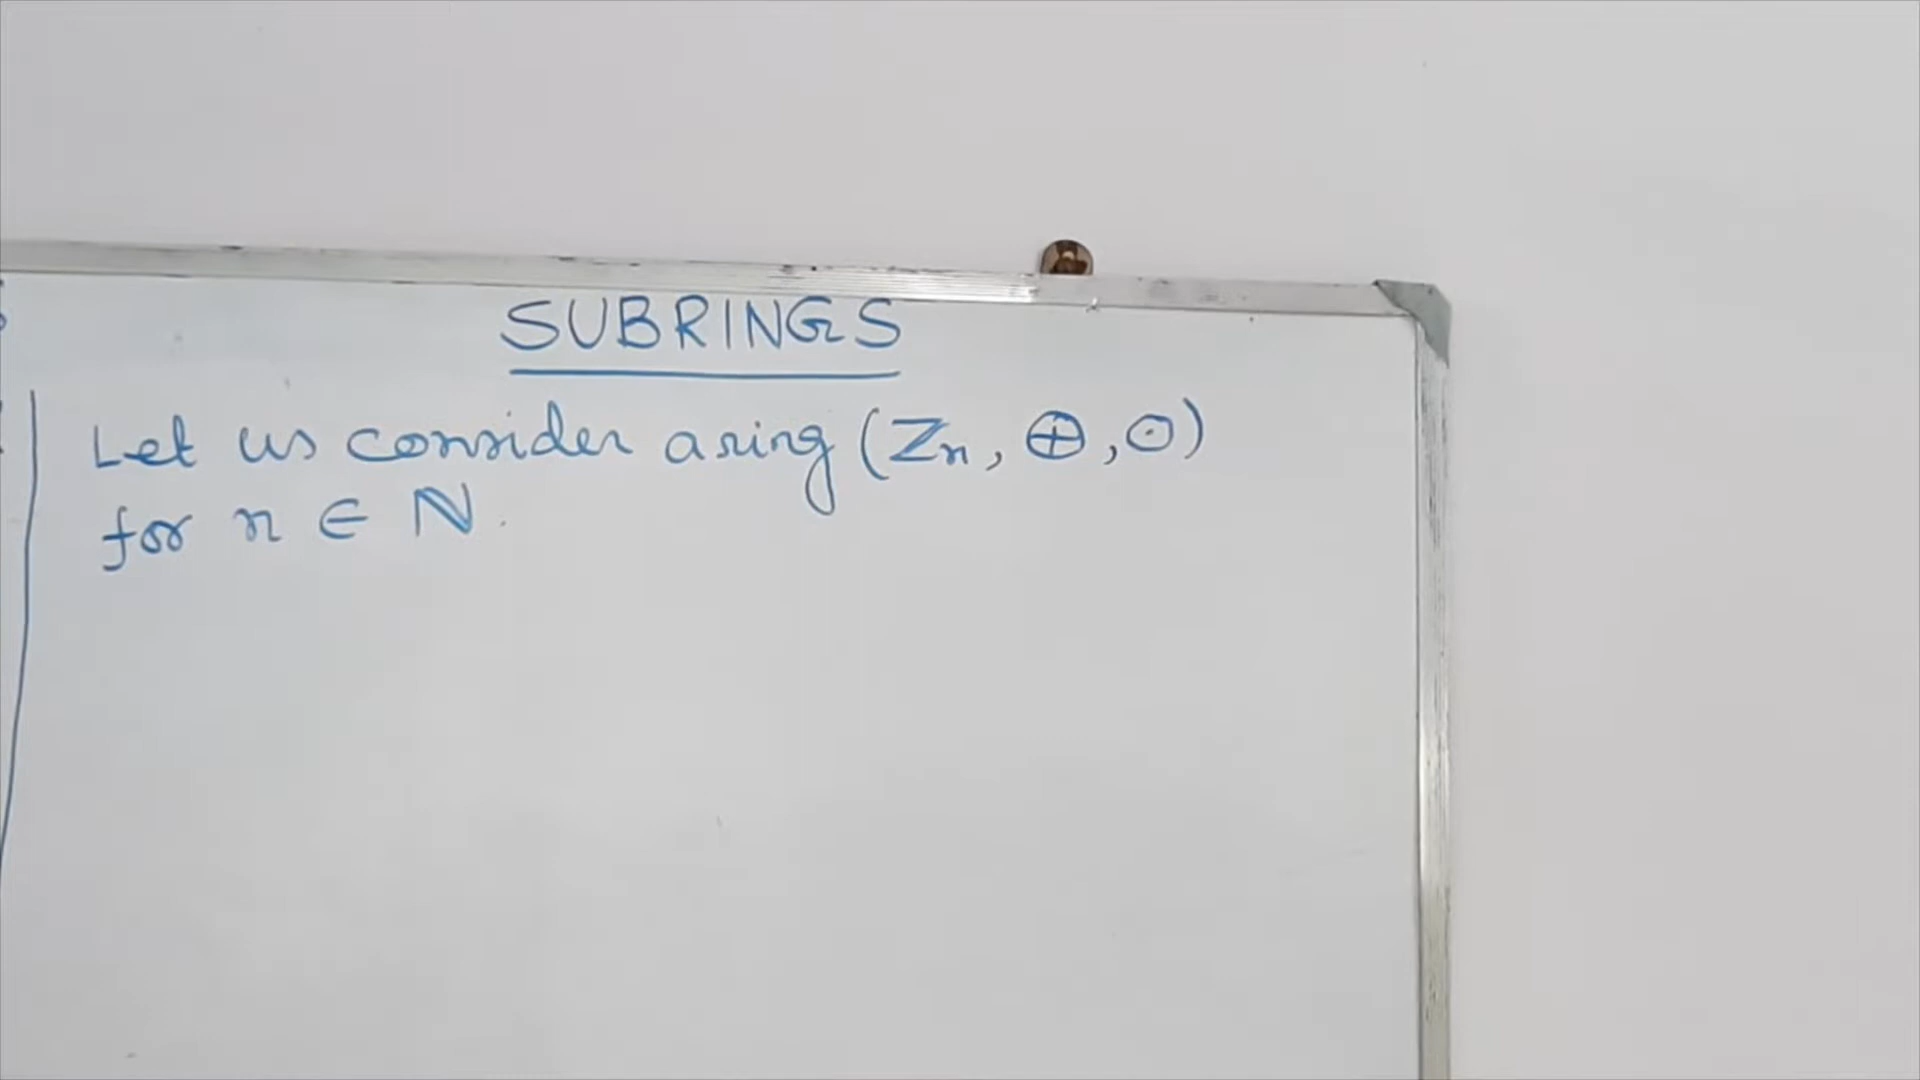 SUBRINGS
Let us consider a ring (Zn, ⊕, ⊙)
for n ∈ ℕ.